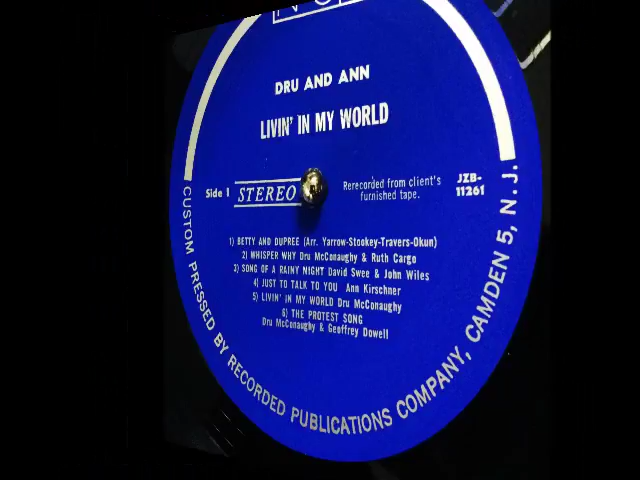 DRU AND ANN
LIVIN' IN MY WORLD
Side 1 STEREO
Rerecorded from client's
furnished tape.
JZB-
11261
1) BETTY AND DUPREE (Arr. Yarrow-Stookey-Travers-Okun)
2) WHISPER WHY Dru McConaughy & Ruth Cargo
3) SONG OF A RAINY NIGHT David Swee & John Wiles
4) JUST TO TALK TO YOU Ann Kirschner
5) LIVIN' IN MY WORLD Dru McConaughy
6) THE PROTEST SONG
Dru McConaughy & Geoffrey Dowell
CUSTOM PRESSED BY RECORDED PUBLICATIONS COMPANY, CAMDEN 5, N. J.